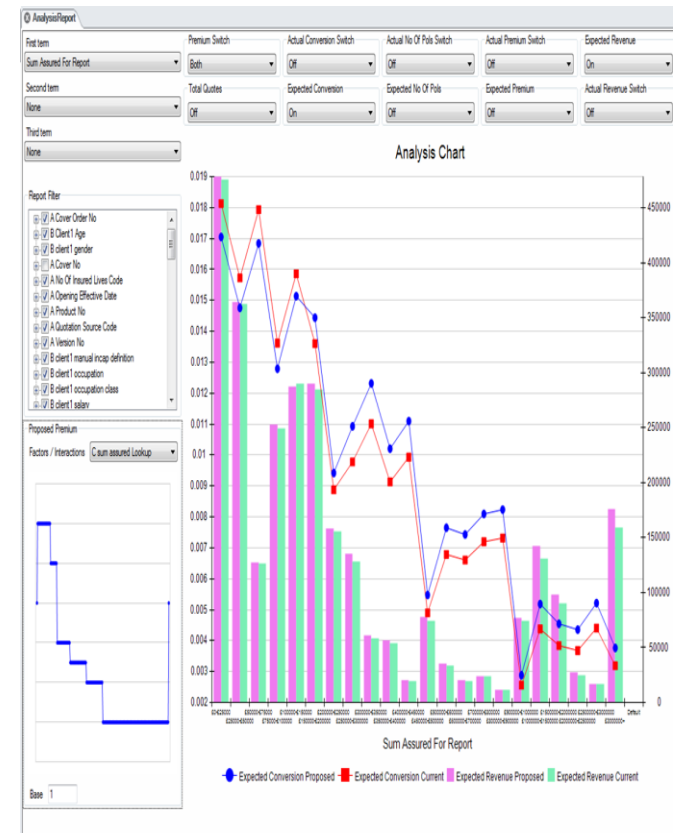 AnalysisReport
First term
Sum Assured For Report
Second term
None
Third term
None
Premium Switch
Both
Actual Conversion Switch
Off
Actual No Of Pols Switch
Off
Actual Premium Switch
Off
Expected Revenue
On
Total Quotes
Off
Expected Conversion
On
Expected No Of Pols
Off
Expected Premium
Off
Actual Revenue Switch
Off
Report Filter
A Cover Order No
B Client1 Age
B client1 gender
A Cover No
A No Of Insured Lives Code
A Opening Effective Date
A Product No
A Quotation Source Code
A Version No
B client1 manual incap definition
B client1 occupation
B client1 occupation class
B client1 salary
Proposed Premium
Factors / Interactions
C sum assured Lookup
Base 1
Analysis Chart
0.019
0.018
0.017
0.016
0.015
0.014
0.013
0.012
0.011
0.01
0.009
0.008
0.007
0.006
0.005
0.004
0.003
0.002
450000
400000
350000
300000
250000
200000
150000
100000
50000
0
Default
Sum Assured For Report
Expected Conversion Proposed
Expected Conversion Current
Expected Revenue Proposed
Expected Revenue Current